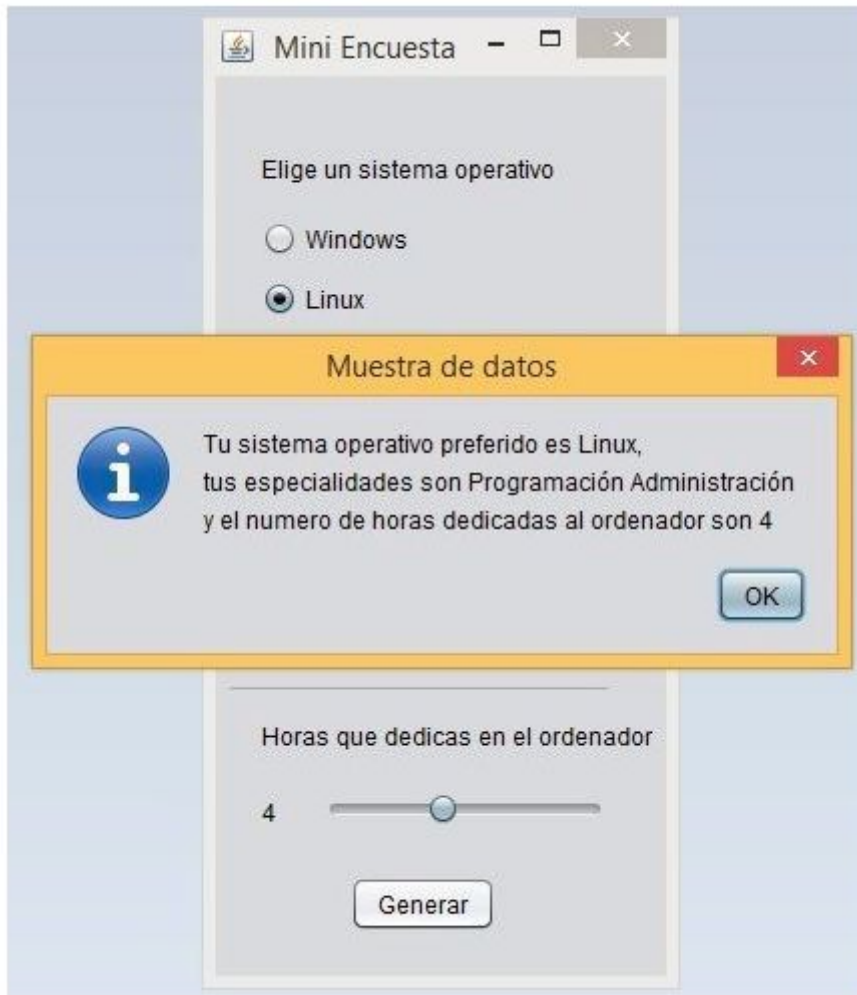 Mini Encuesta
Elige un sistema operativo
Windows
Linux
Muestra de datos
Tu sistema operativo preferido es Linux,
tus especialidades son Programación Administración
y el numero de horas dedicadas al ordenador son 4
OK
Horas que dedicas en el ordenador
4
Generar